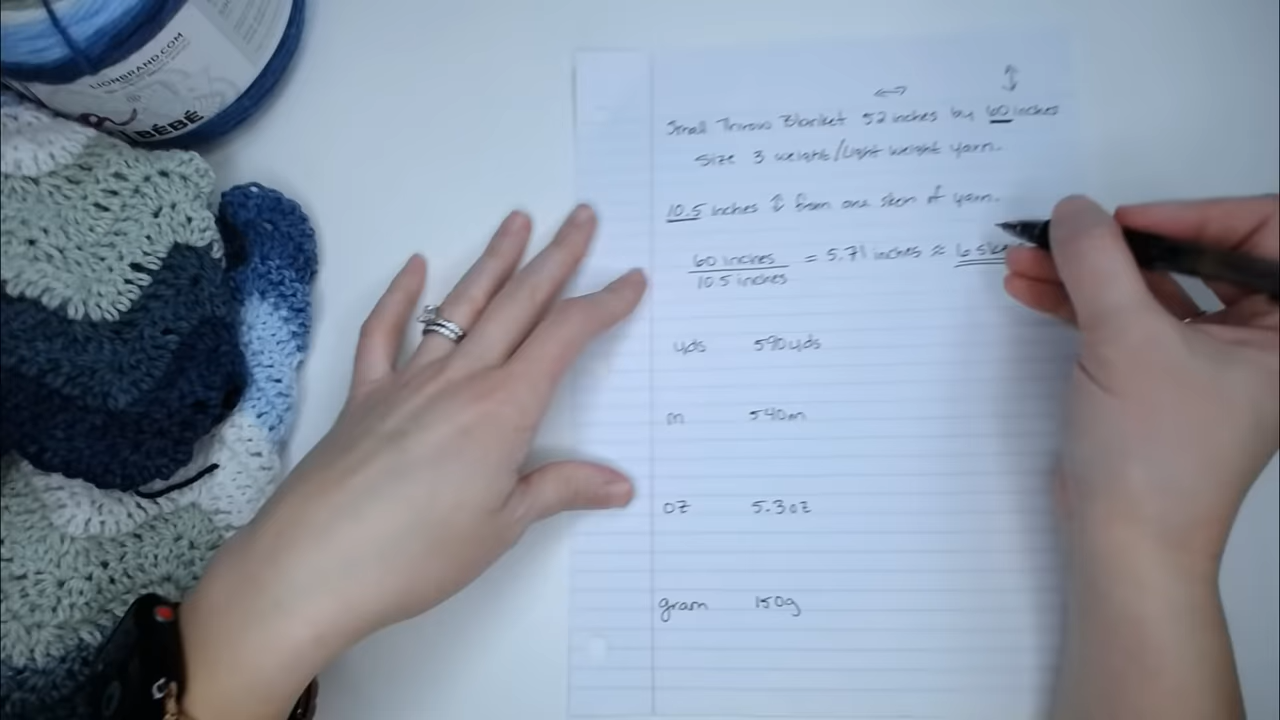 LIONBRAND.COM
BÉBÉ
Small Throw Blanket 52 inches by 60 inches
Size 3 weight/Light weight yarn.
10.5 inches ↕ from one skein of yarn.
60 inches
10.5 inches
= 5.71 inches ≈ 6
yds 590yds
m 540m
oz 5.3oz
gram 150g